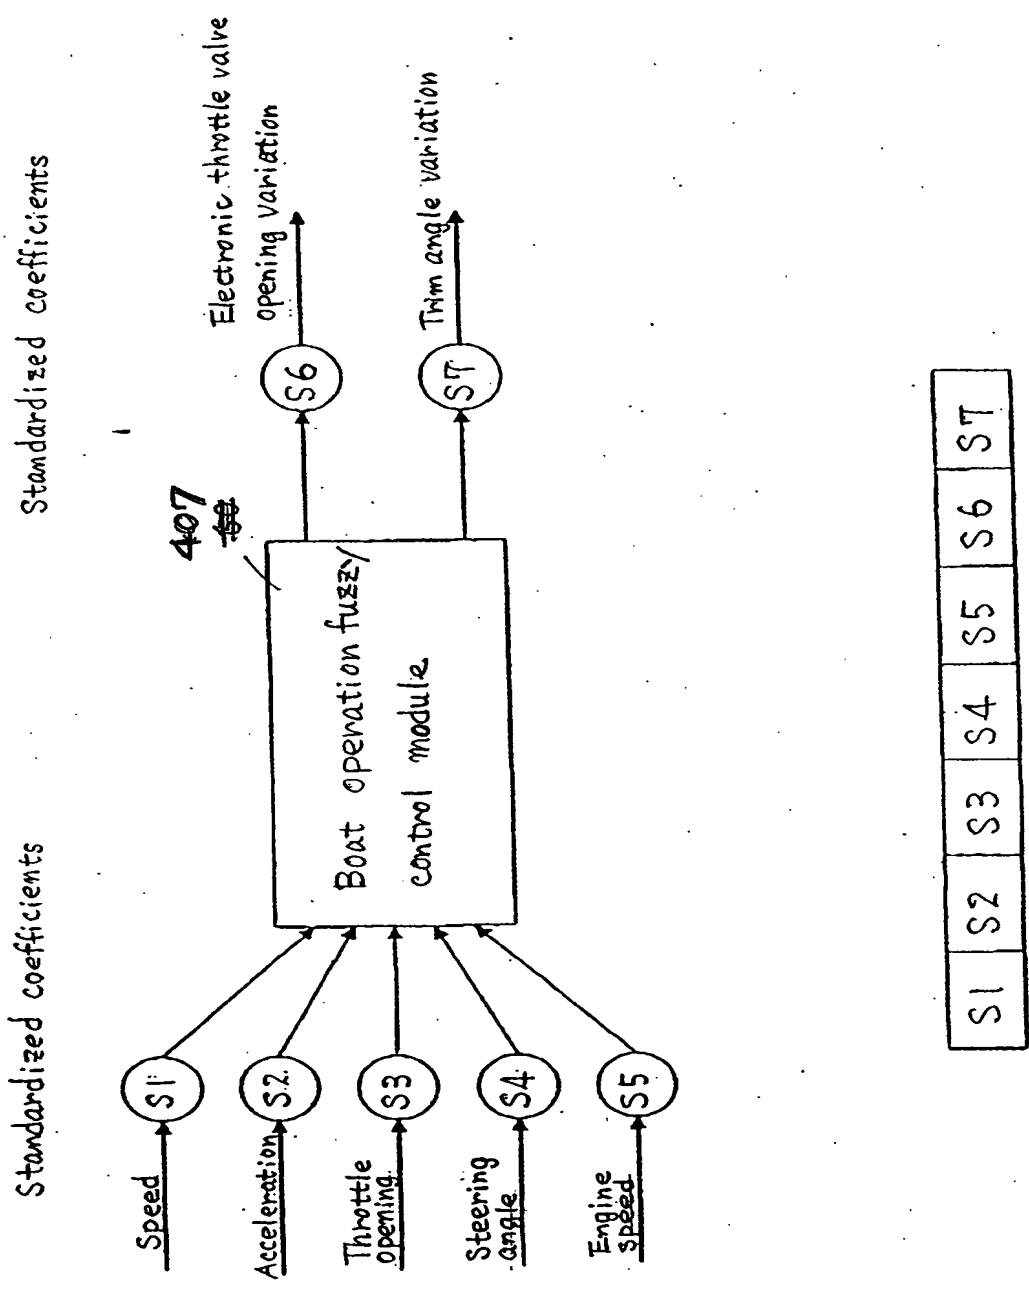 Standardized coefficients
Standardized coefficients
Speed
S1
Acceleration
S2
Throttle
opening
S3
Steering
angle
S4
Engine
speed
S5
407
Boat operation fuzzy
control module
S6
Electronic throttle valve
opening variation
S7
Trim angle variation
S1 S2 S3 S4 S5 S6 S7